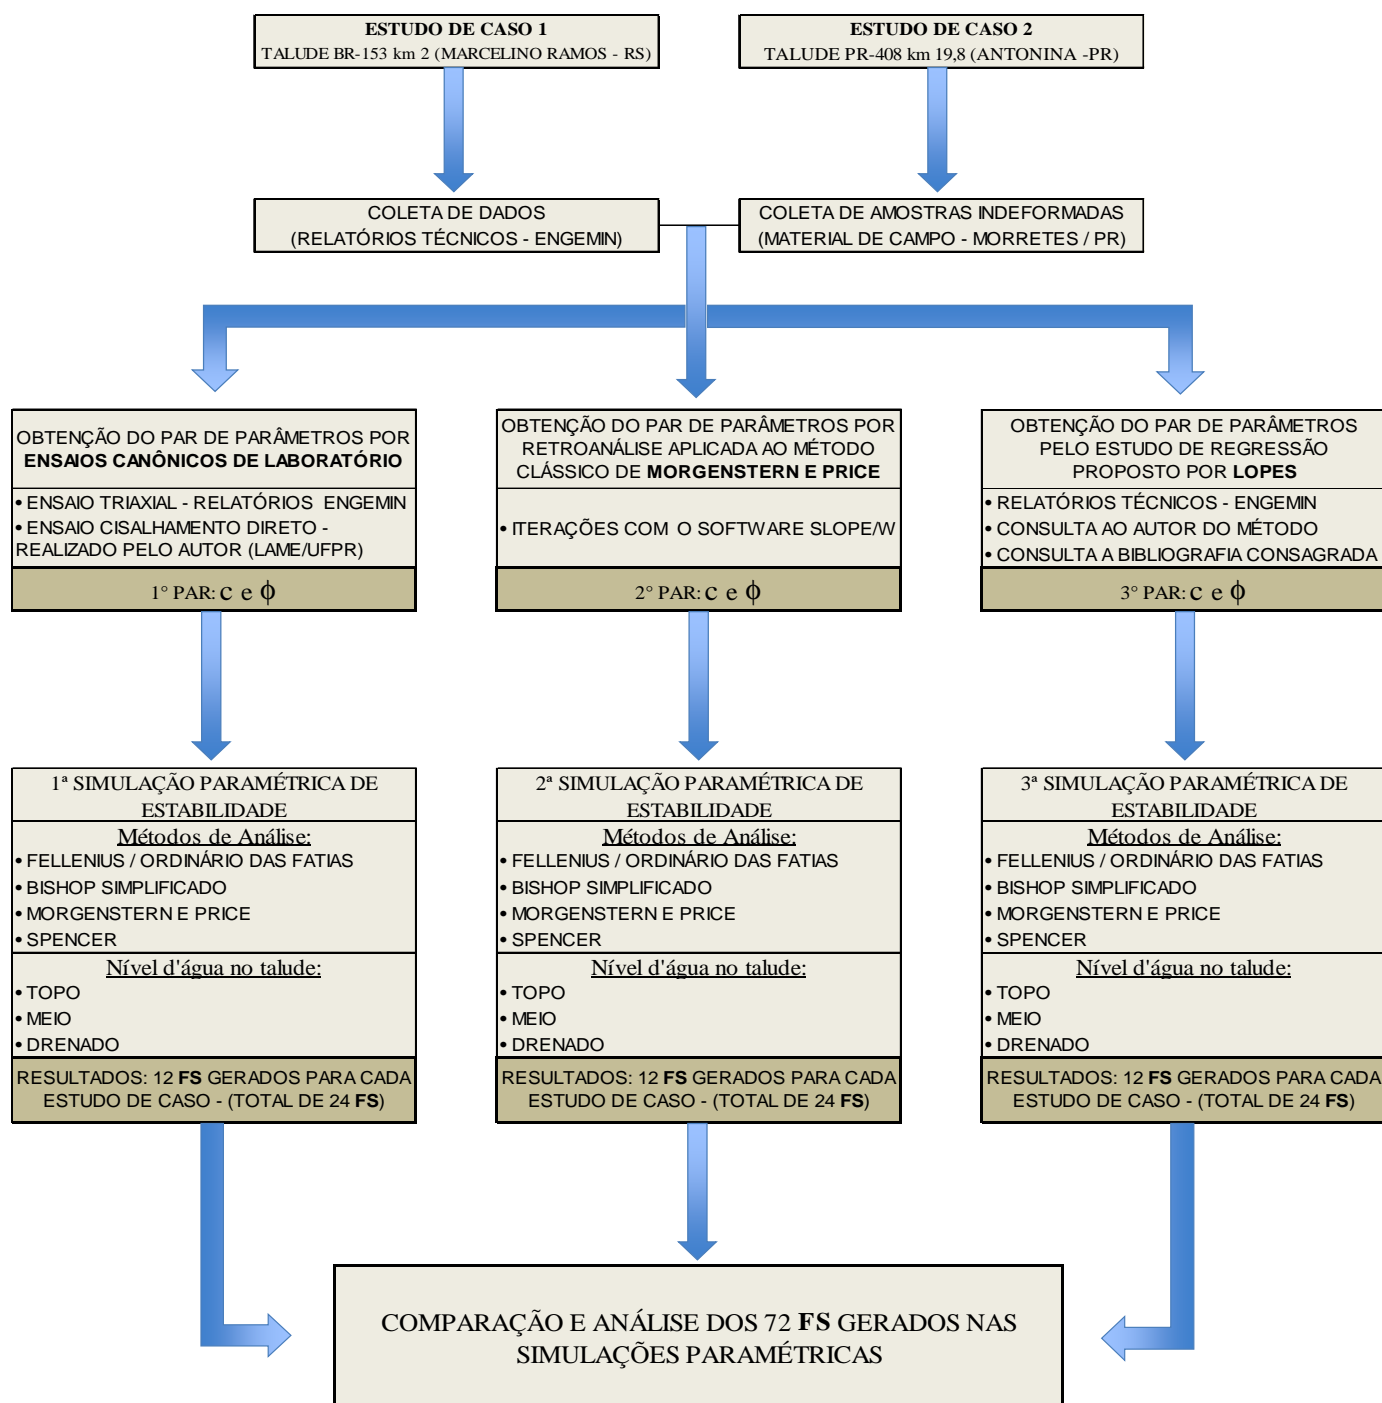 ESTUDO DE CASO 1
TALUDE BR-153 km 2 (MARCELINO RAMOS - RS)
ESTUDO DE CASO 2
TALUDE PR-408 km 19,8 (ANTONINA -PR)
COLETA DE DADOS
(RELATÓRIOS TÉCNICOS - ENGEMIN)
COLETA DE AMOSTRAS INDEFORMADAS
(MATERIAL DE CAMPO - MORRETES / PR)
OBTENÇÃO DO PAR DE PARÂMETROS POR
ENSAIOS CANÔNICOS DE LABORATÓRIO
• ENSAIO TRIAXIAL - RELATÓRIOS ENGEMIN
• ENSAIO CISALHAMENTO DIRETO -
REALIZADO PELO AUTOR (LAME/UFPR)
1° PAR: c e ϕ
OBTENÇÃO DO PAR DE PARÂMETROS POR
RETROANÁLISE APLICADA AO MÉTODO
CLÁSSICO DE MORGENSTERN E PRICE
• ITERAÇÕES COM O SOFTWARE SLOPE/W
2° PAR: c e ϕ
OBTENÇÃO DO PAR DE PARÂMETROS
PELO ESTUDO DE REGRESSÃO
PROPOSTO POR LOPES
• RELATÓRIOS TÉCNICOS - ENGEMIN
• CONSULTA AO AUTOR DO MÉTODO
• CONSULTA A BIBLIOGRAFIA CONSAGRADA
3° PAR: c e ϕ
1ª SIMULAÇÃO PARAMÉTRICA DE
ESTABILIDADE
Métodos de Análise:
• FELLENIUS / ORDINÁRIO DAS FATIAS
• BISHOP SIMPLIFICADO
• MORGENSTERN E PRICE
• SPENCER
Nível d'água no talude:
• TOPO
• MEIO
• DRENADO
RESULTADOS: 12 FS GERADOS PARA CADA
ESTUDO DE CASO - (TOTAL DE 24 FS)
2ª SIMULAÇÃO PARAMÉTRICA DE
ESTABILIDADE
Métodos de Análise:
• FELLENIUS / ORDINÁRIO DAS FATIAS
• BISHOP SIMPLIFICADO
• MORGENSTERN E PRICE
• SPENCER
Nível d'água no talude:
• TOPO
• MEIO
• DRENADO
RESULTADOS: 12 FS GERADOS PARA CADA
ESTUDO DE CASO - (TOTAL DE 24 FS)
3ª SIMULAÇÃO PARAMÉTRICA DE
ESTABILIDADE
Métodos de Análise:
• FELLENIUS / ORDINÁRIO DAS FATIAS
• BISHOP SIMPLIFICADO
• MORGENSTERN E PRICE
• SPENCER
Nível d'água no talude:
• TOPO
• MEIO
• DRENADO
RESULTADOS: 12 FS GERADOS PARA CADA
ESTUDO DE CASO - (TOTAL DE 24 FS)
COMPARAÇÃO E ANÁLISE DOS 72 FS GERADOS NAS
SIMULAÇÕES PARAMÉTRICAS